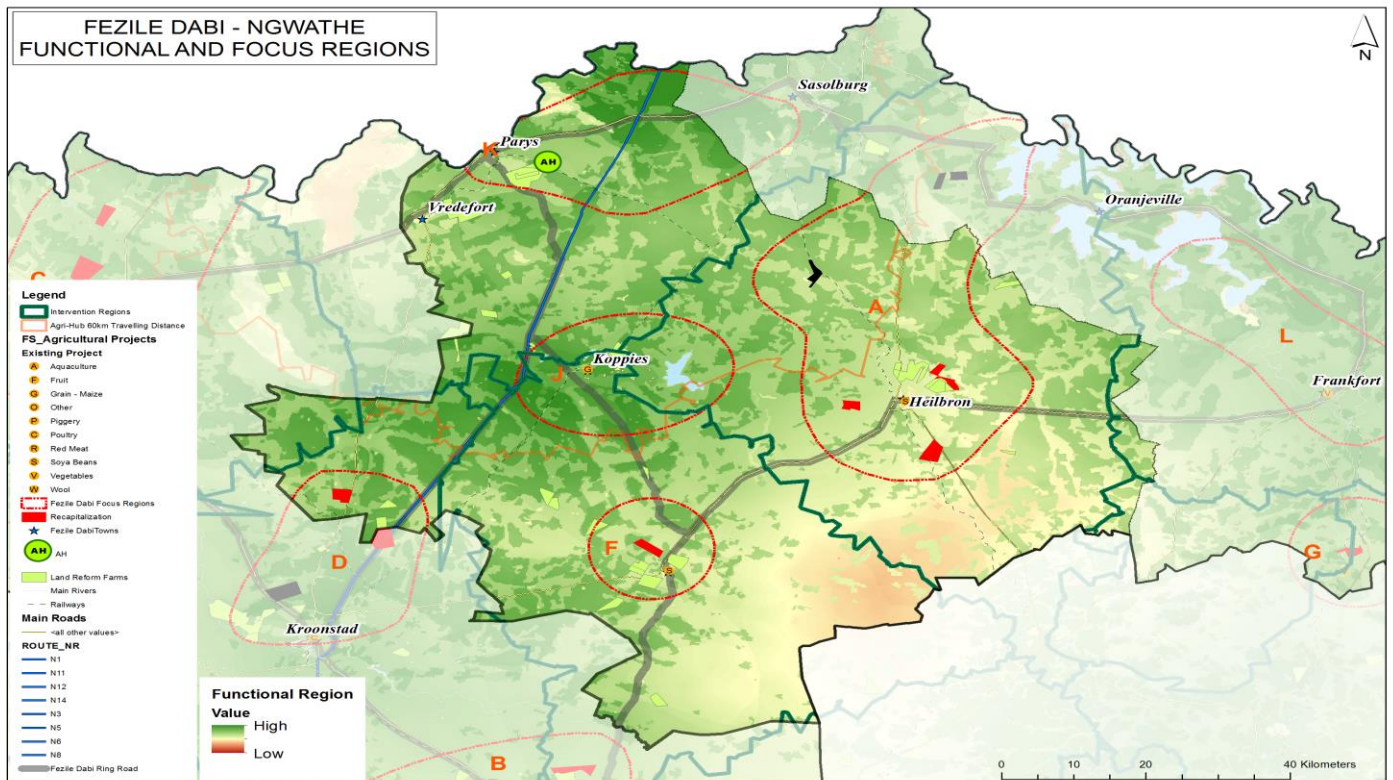 FEZILE DABI - NGWATHE
FUNCTIONAL AND FOCUS REGIONS
N
Sasolburg
K
Parys
AH
Vredefort
Oranjeville
C
A
L
Koppies
G
J
Frankfort
V
Heilbron
S
F
S
G
D
Kroonstad
B
Legend
Intervention Regions
Agri-Hub 60km Travelling Distance
FS_Agricultural Projects
Existing Project
A Aquaculture
F Fruit
G Grain - Maize
O Other
P Piggery
C Poultry
R Red Meat
S Soya Beans
V Vegetables
W Wool
Fezile Dabi Focus Regions
Recapitalization
Fezile DabiTowns
AH AH
Land Reform Farms
Main Rivers
Railways
Main Roads
<all other values>
ROUTE_NR
N1
N11
N12
N14
N3
N5
N6
N8
Fezile Dabi Ring Road
Functional Region
Value
High
Low
0 10 20 40 Kilometers